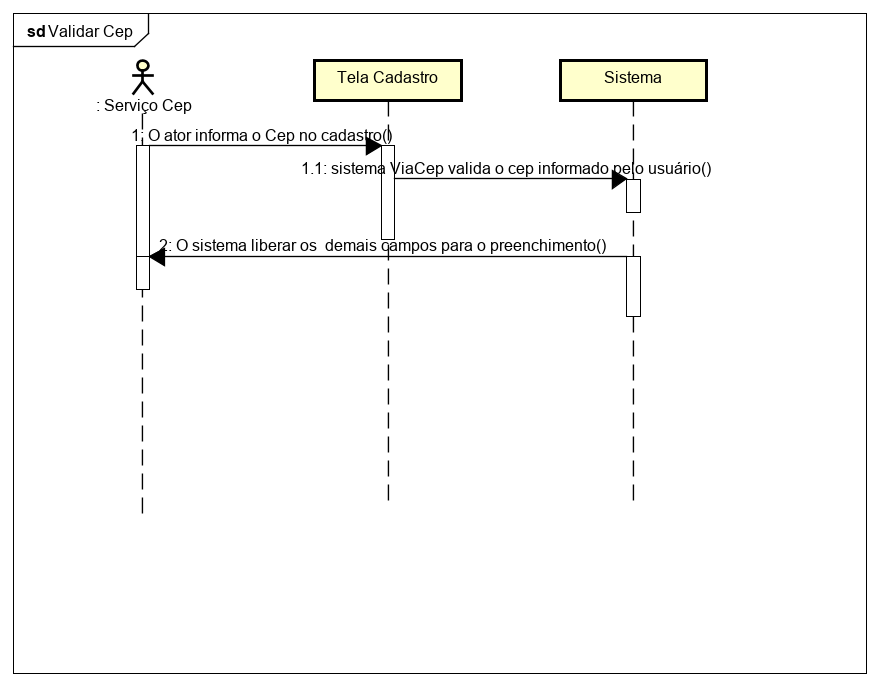 sd Validar Cep
: Serviço Cep
Tela Cadastro
Sistema
1: O ator informa o Cep no cadastro()
1.1: sistema ViaCep valida o cep informado pelo usuário()
2: O sistema liberar os  demais campos para o preenchimento()